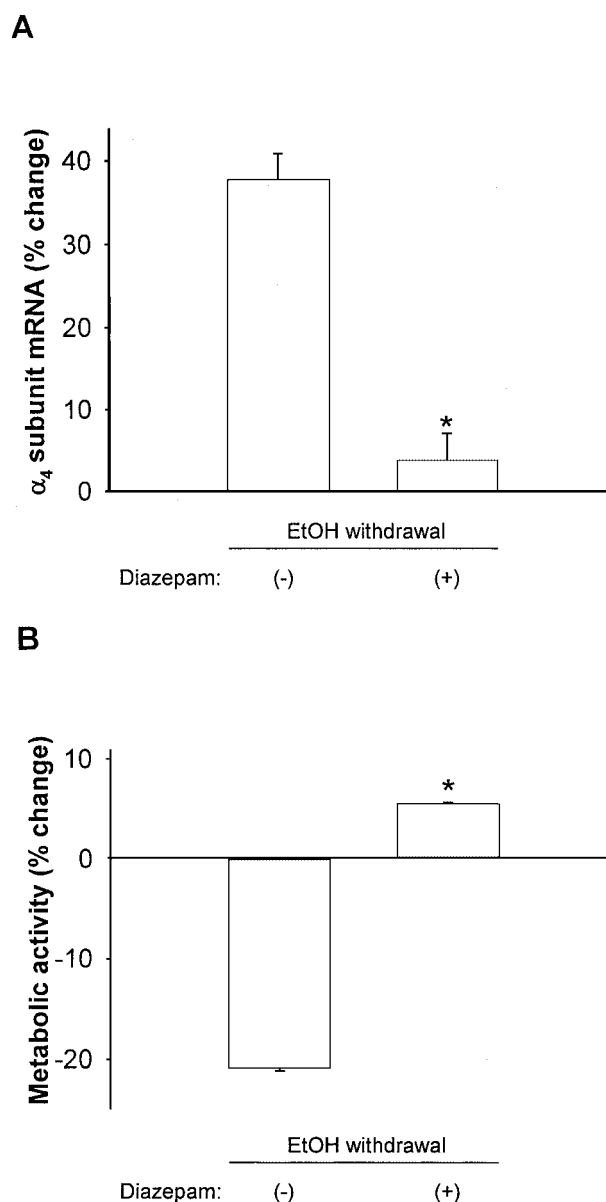 A
α4 subunit mRNA (% change)
40
30
20
10
0
*
EtOH withdrawal
Diazepam: (-) (+)
B
Metabolic activity (% change)
10
0
-10
-20
*
EtOH withdrawal
Diazepam: (-) (+)